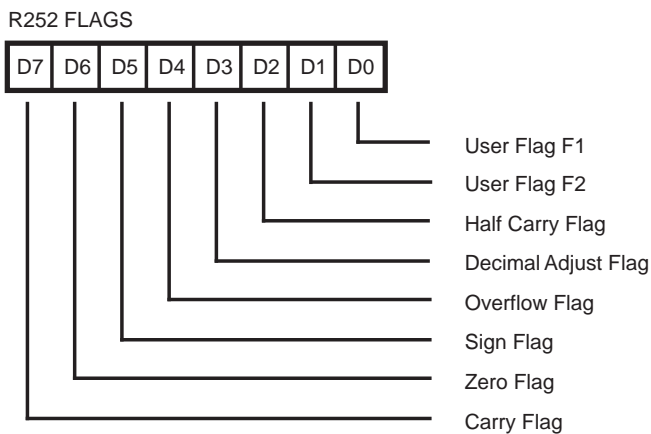 R252 FLAGS
D7 D6 D5 D4 D3 D2 D1 D0
User Flag F1
User Flag F2
Half Carry Flag
Decimal Adjust Flag
Overflow Flag
Sign Flag
Zero Flag
Carry Flag